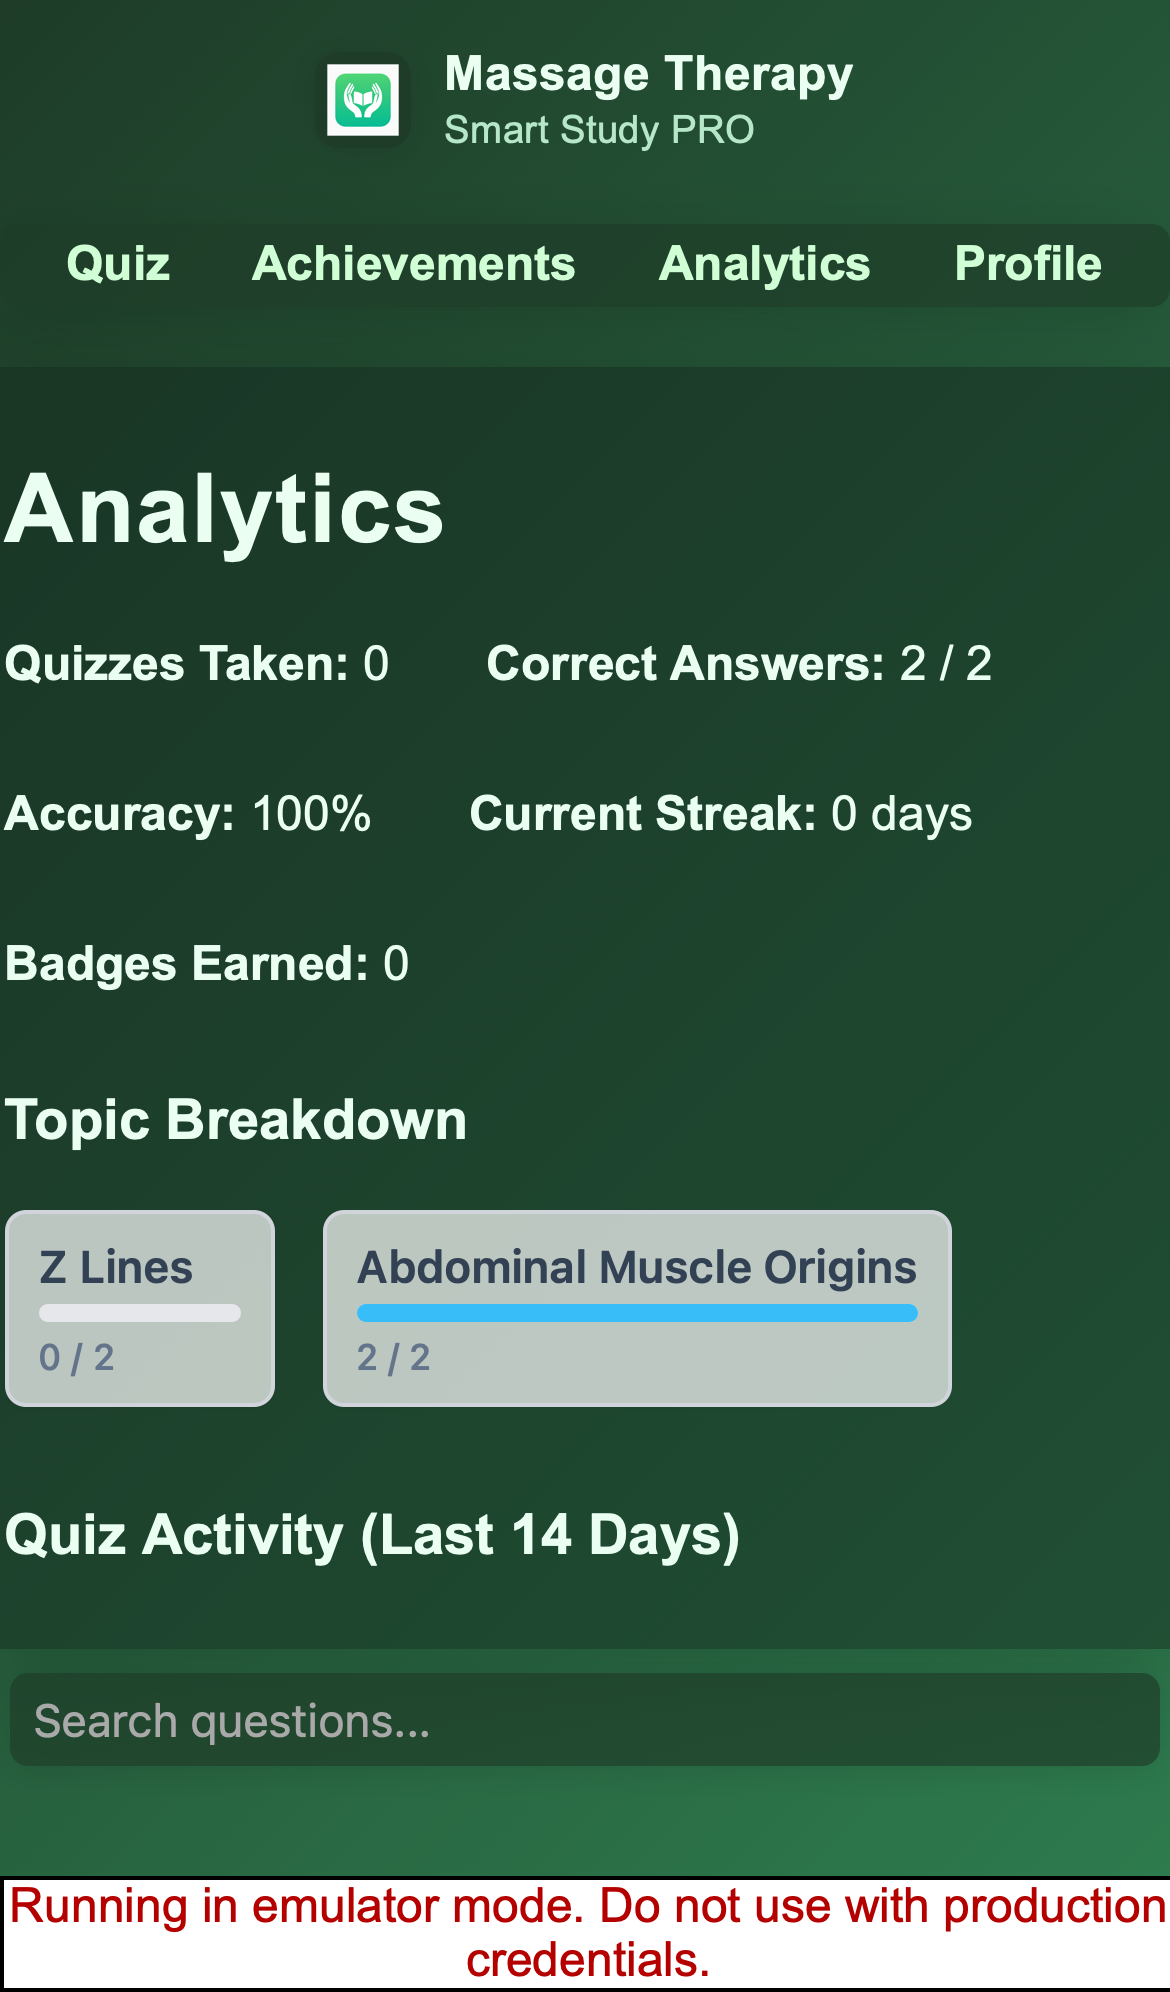 Massage Therapy
Smart Study PRO
Quiz Achievements Analytics Profile
Analytics
Quizzes Taken: 0 Correct Answers: 2 / 2
Accuracy: 100% Current Streak: 0 days
Badges Earned: 0
Topic Breakdown
Z Lines
0 / 2
Abdominal Muscle Origins
2 / 2
Quiz Activity (Last 14 Days)
Search questions...
Running in emulator mode. Do not use with production
credentials.